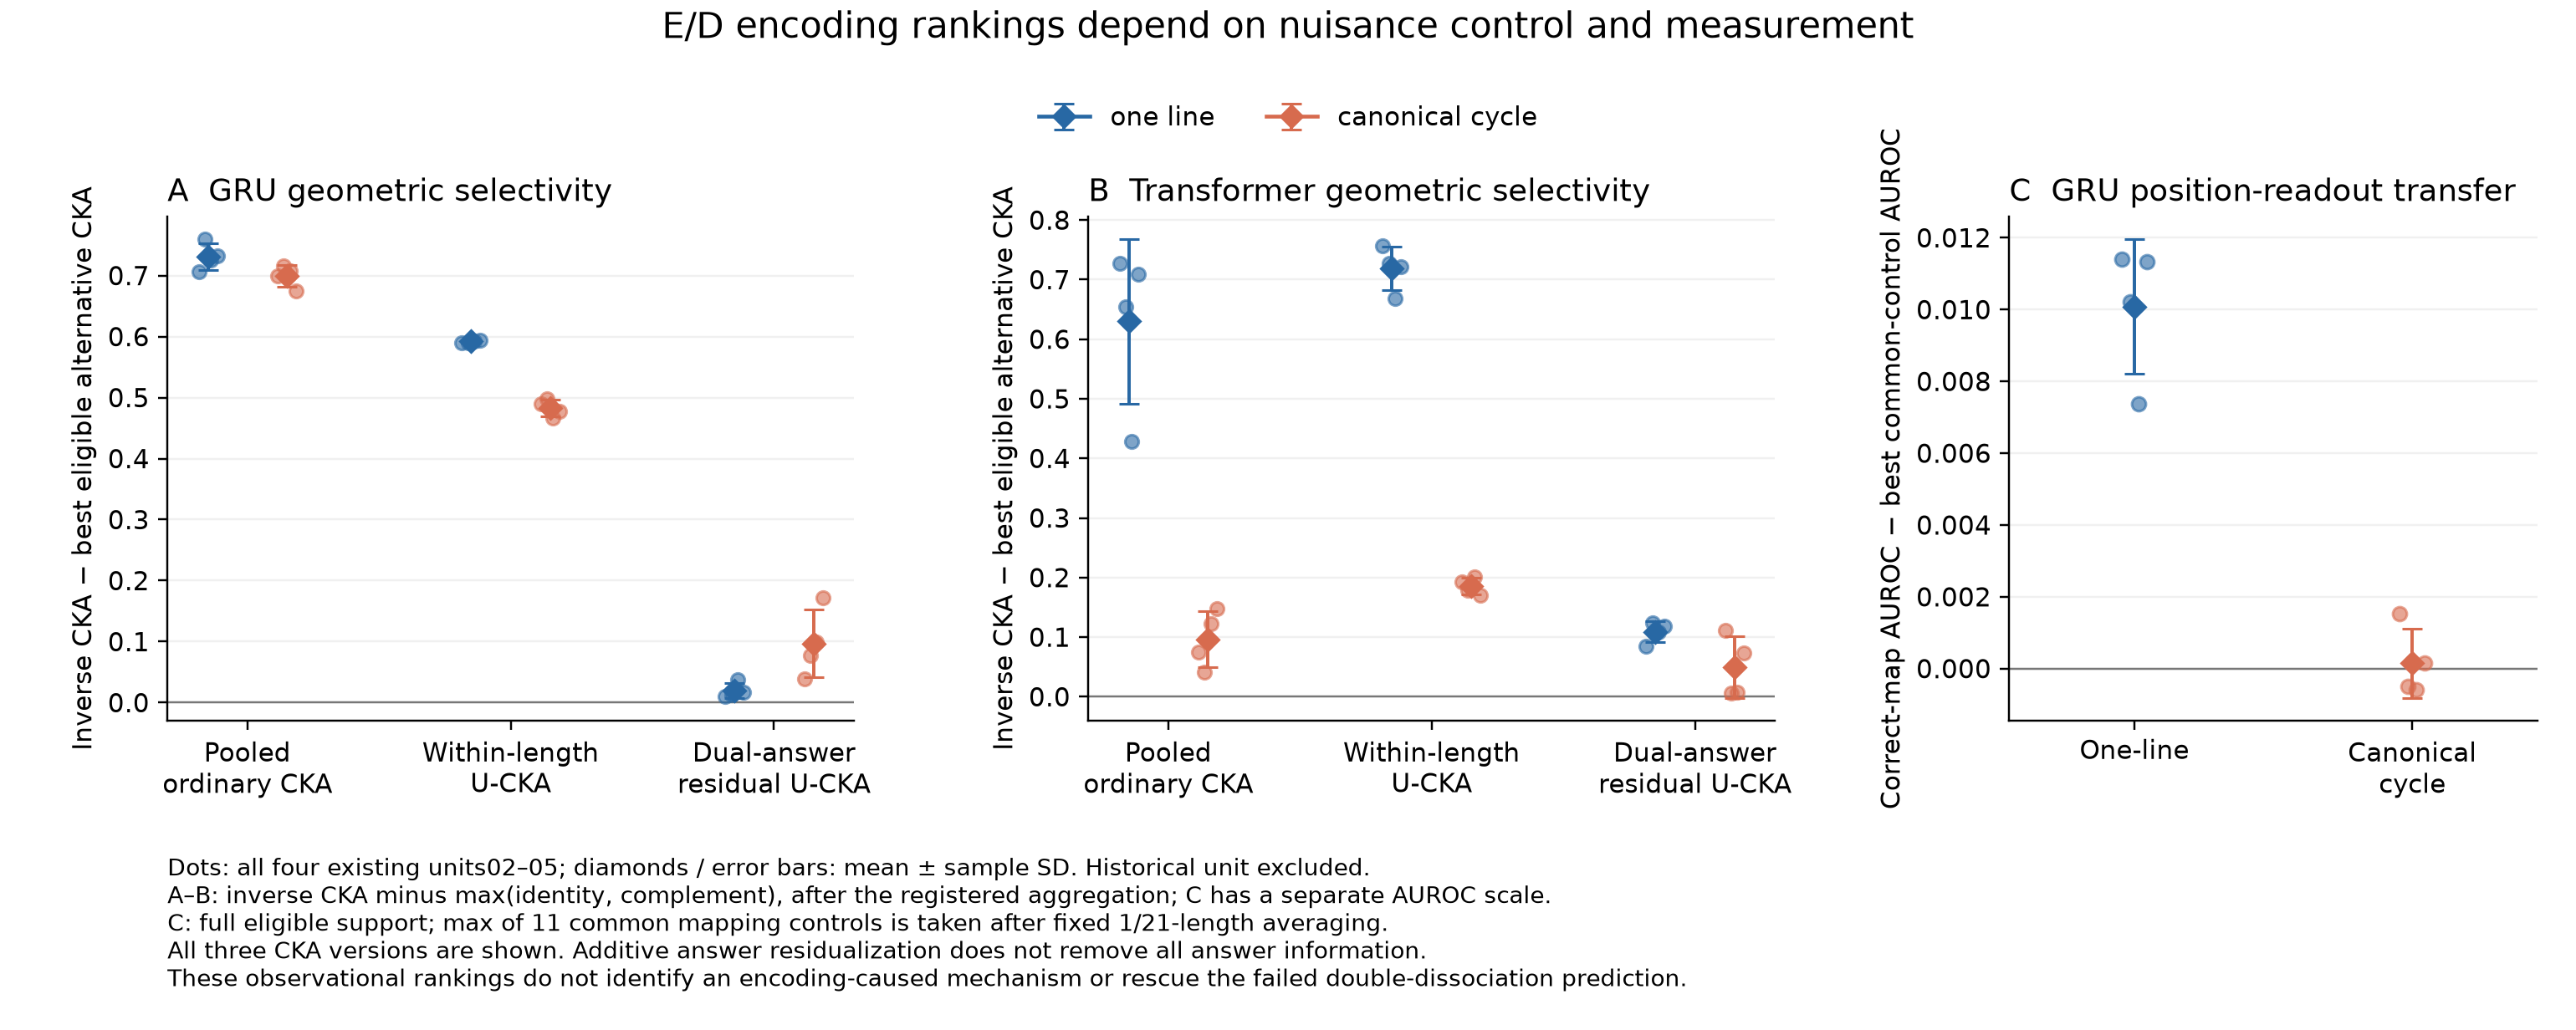 E/D encoding rankings depend on nuisance control and measurement
one line
canonical cycle
A  GRU geometric selectivity
Inverse CKA − best eligible alternative CKA
0.7
0.6
0.5
0.4
0.3
0.2
0.1
0.0
Pooled
ordinary CKA
Within-length
U-CKA
Dual-answer
residual U-CKA
B  Transformer geometric selectivity
Inverse CKA − best eligible alternative CKA
0.8
0.7
0.6
0.5
0.4
0.3
0.2
0.1
0.0
Pooled
ordinary CKA
Within-length
U-CKA
Dual-answer
residual U-CKA
C  GRU position-readout transfer
Correct-map AUROC − best common-control AUROC
0.012
0.010
0.008
0.006
0.004
0.002
0.000
One-line
Canonical
cycle
Dots: all four existing units02–05; diamonds / error bars: mean ± sample SD. Historical unit excluded.
A–B: inverse CKA minus max(identity, complement), after the registered aggregation; C has a separate AUROC scale.
C: full eligible support; max of 11 common mapping controls is taken after fixed 1/21-length averaging.
All three CKA versions are shown. Additive answer residualization does not remove all answer information.
These observational rankings do not identify an encoding-caused mechanism or rescue the failed double-dissociation prediction.